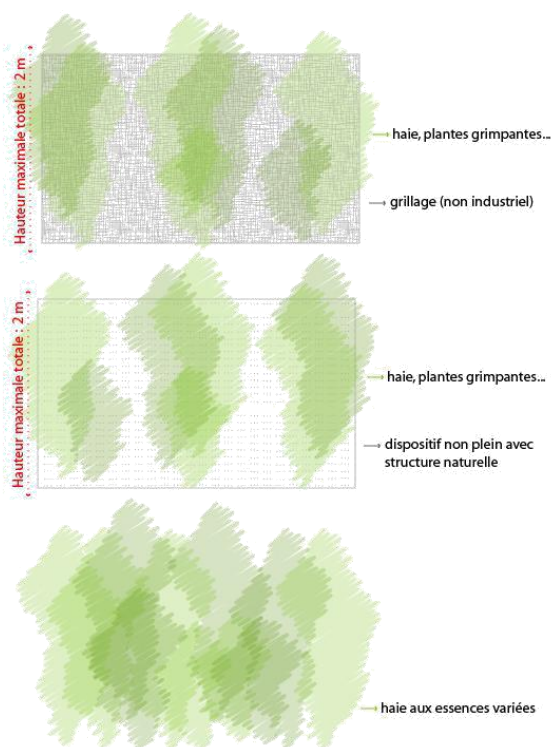 Hauteur maximale totale : 2 m
haie, plantes grimpantes...
grillage (non industriel)
Hauteur maximale totale : 2 m
haie, plantes grimpantes...
dispositif non plein avec
structure naturelle
haie aux essences variées